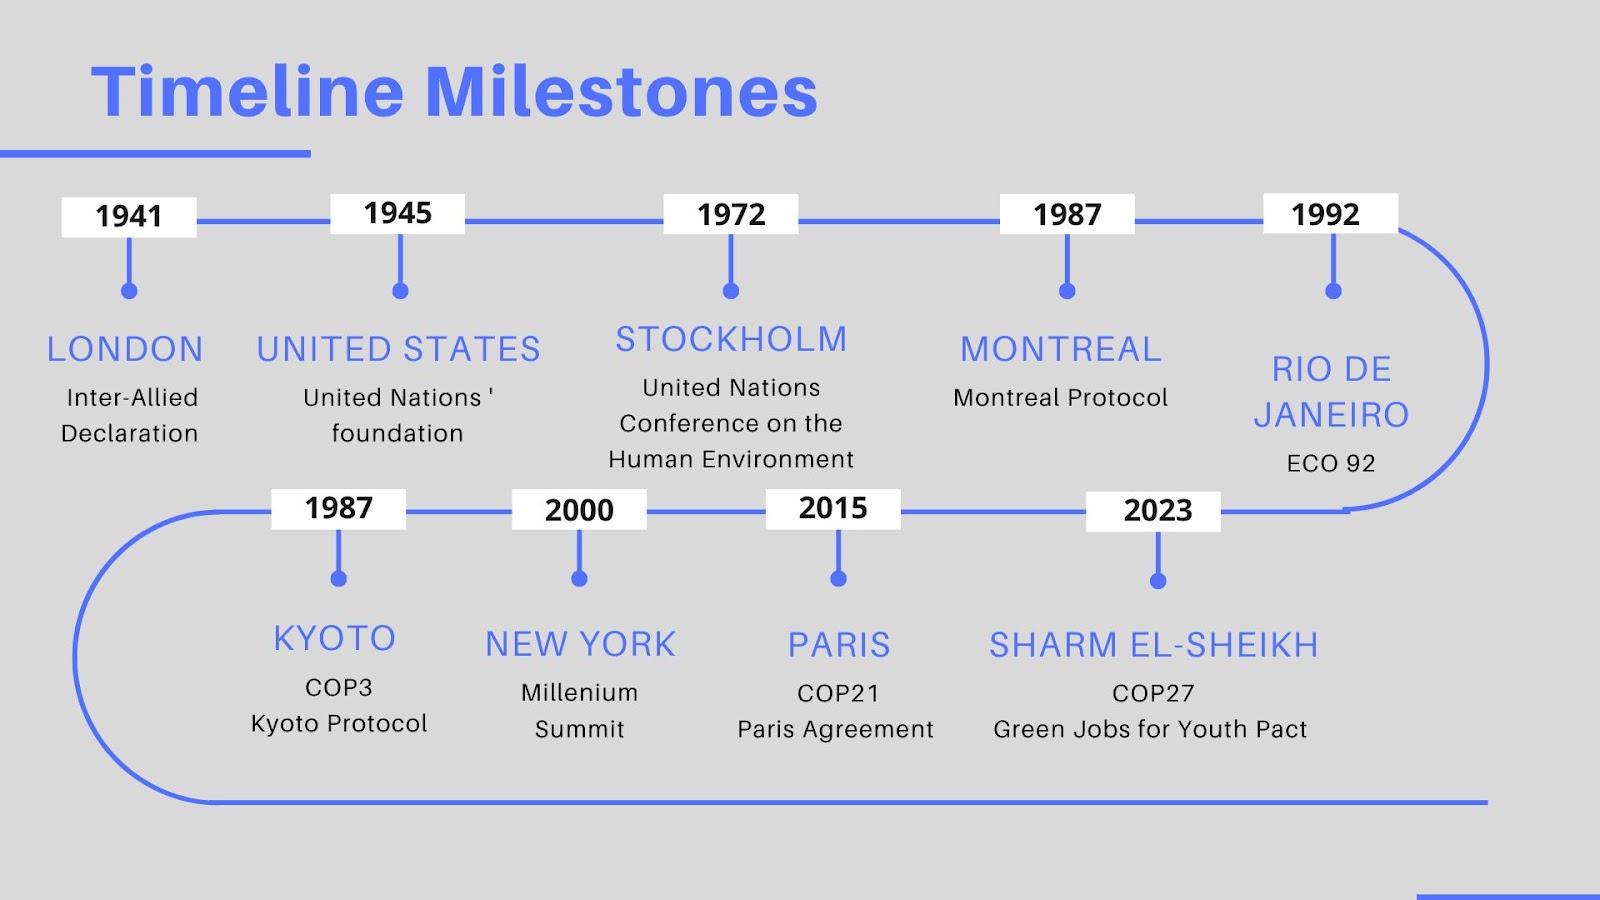 Timeline Milestones
1941
1945
1972
1987
1992
LONDON
Inter-Allied
Declaration
UNITED STATES
United Nations '
foundation
STOCKHOLM
United Nations
Conference on the
Human Environment
MONTREAL
Montreal Protocol
RIO DE
JANEIRO
ECO 92
1987
2000
2015
2023
KYOTO
COP3
Kyoto Protocol
NEW YORK
Millenium
Summit
PARIS
COP21
Paris Agreement
SHARM EL-SHEIKH
COP27
Green Jobs for Youth Pact